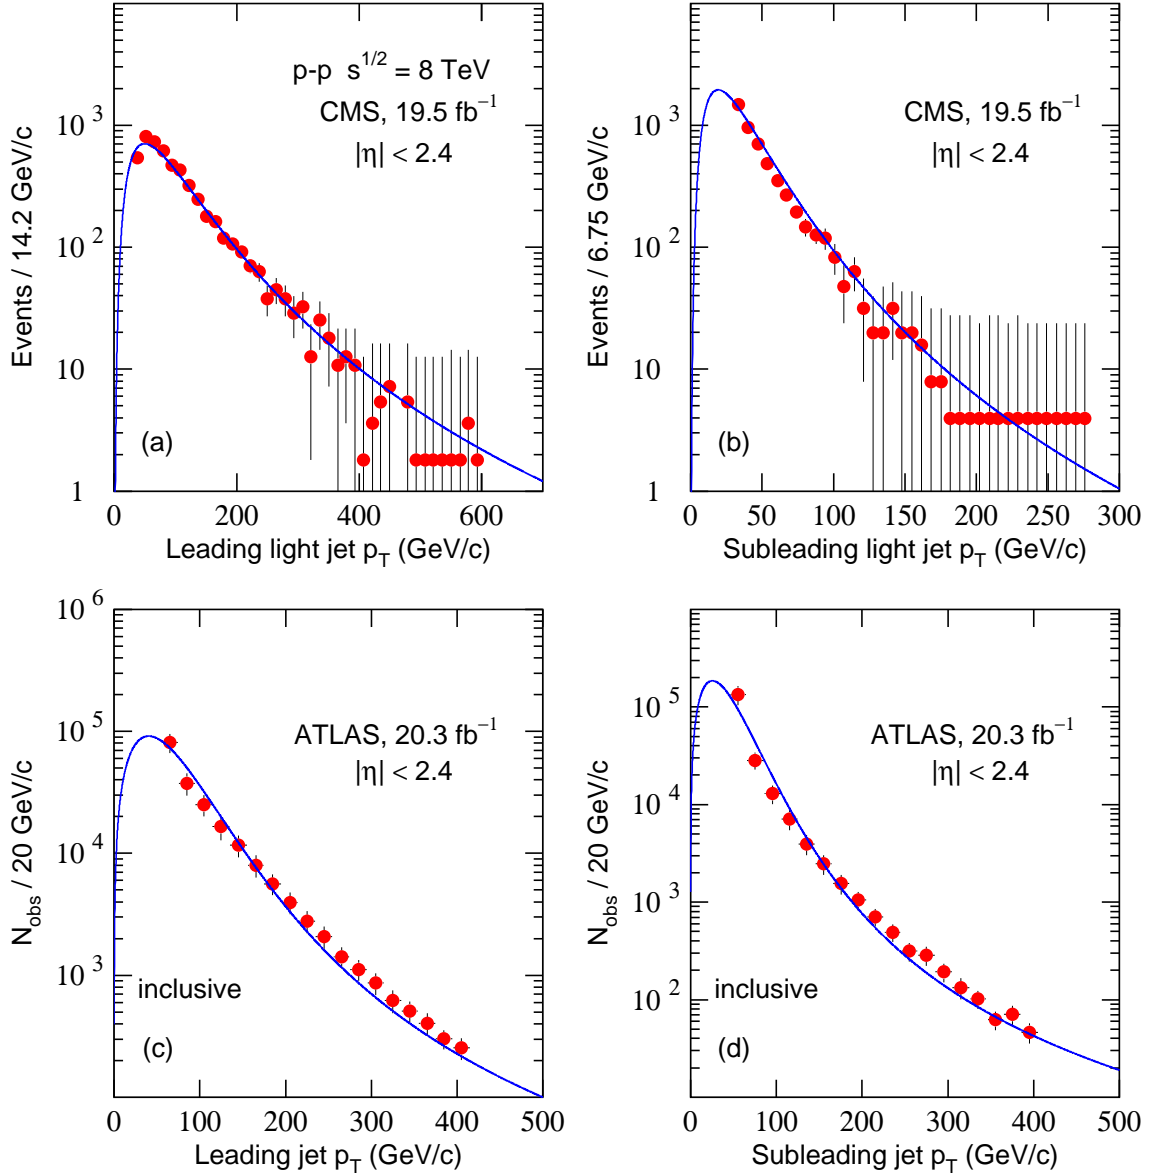 p-p s^1/2 = 8 TeV
CMS, 19.5 fb^−1
|η| < 2.4
Events / 14.2 GeV/c
10^3
10^2
10
1
(a)
0 200 400 600
Leading light jet p_T (GeV/c)
CMS, 19.5 fb^−1
|η| < 2.4
Events / 6.75 GeV/c
10^3
10^2
10
1
(b)
0 50 100 150 200 250 300
Subleading light jet p_T (GeV/c)
10^6
10^5
10^4
10^3
ATLAS, 20.3 fb^−1
|η| < 2.4
N_obs / 20 GeV/c
inclusive
(c)
0 100 200 300 400 500
Leading jet p_T (GeV/c)
10^5
10^4
10^3
10^2
ATLAS, 20.3 fb^−1
|η| < 2.4
N_obs / 20 GeV/c
inclusive
(d)
0 100 200 300 400 500
Subleading jet p_T (GeV/c)